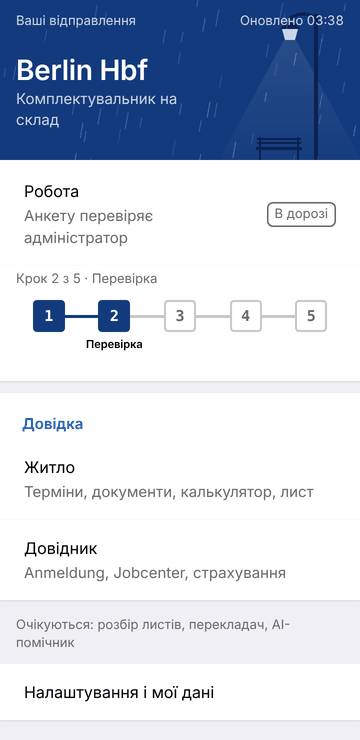 Ваші відправлення
Оновлено 03:38
Berlin Hbf
Комплектувальник на
склад
Робота
Анкету перевіряє
адміністратор
В дорозі
Крок 2 з 5 · Перевірка
1 2 3 4 5
Перевірка
Довідка
Житло
Терміни, документи, калькулятор, лист
Довідник
Anmeldung, Jobcenter, страхування
Очікуються: розбір листів, перекладач, AI-
помічник
Налаштування і мої дані